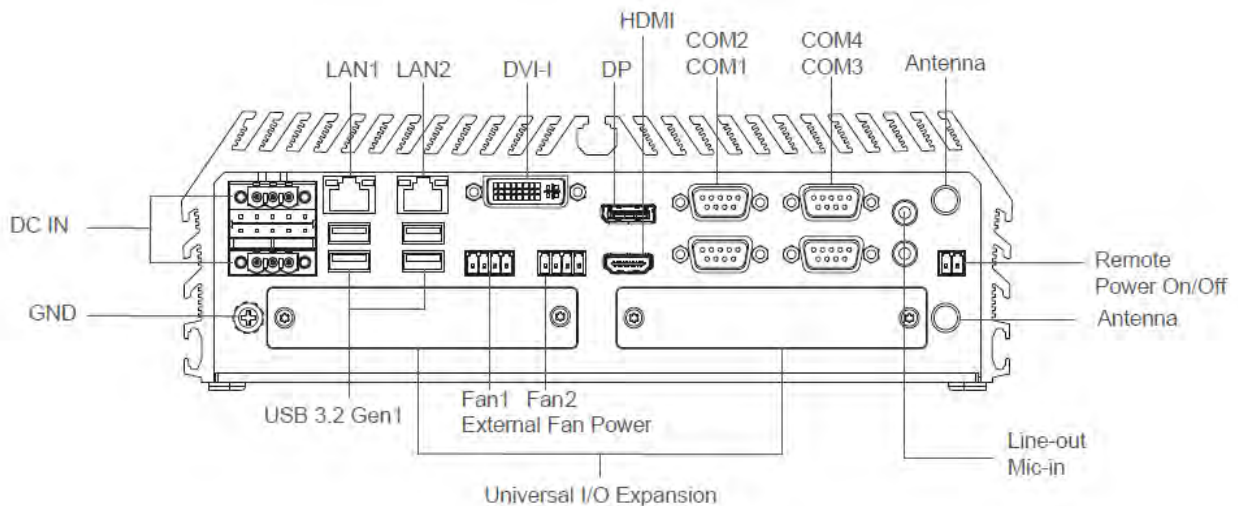 HDMI
COM2
COM1
COM4
COM3
LAN1
LAN2
DVI-I
DP
Antenna
DC IN
Remote
Power On/Off
GND
Antenna
USB 3.2 Gen1
Fan1 Fan2
External Fan Power
Line-out
Mic-in
Universal I/O Expansion